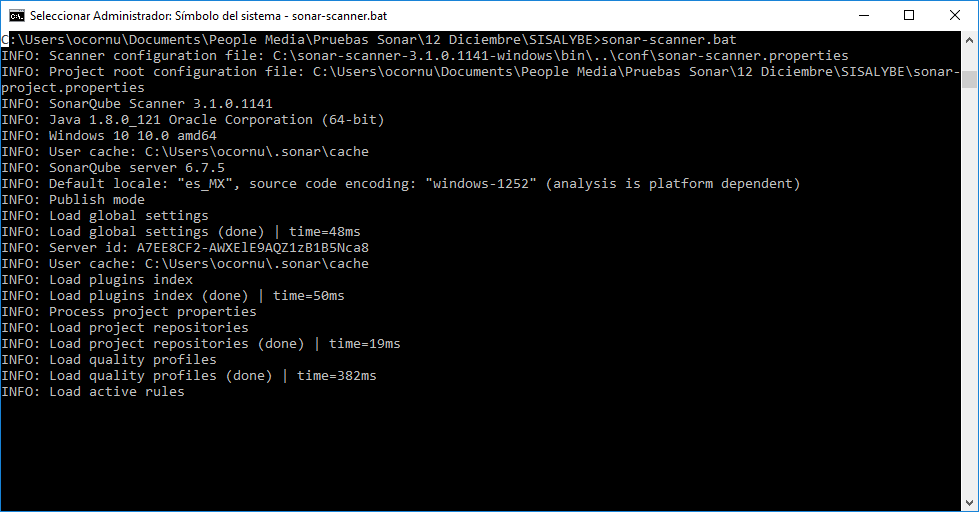 Seleccionar Administrador: Símbolo del sistema - sonar-scanner.bat
C:\Users\ocornu\Documents\People Media\Pruebas Sonar\12 Diciembre\SISALYBE>sonar-scanner.bat
INFO: Scanner configuration file: C:\sonar-scanner-3.1.0.1141-windows\bin\..\conf\sonar-scanner.properties
INFO: Project root configuration file: C:\Users\ocornu\Documents\People Media\Pruebas Sonar\12 Diciembre\SISALYBE\sonar-
project.properties
INFO: SonarQube Scanner 3.1.0.1141
INFO: Java 1.8.0_121 Oracle Corporation (64-bit)
INFO: Windows 10 10.0 amd64
INFO: User cache: C:\Users\ocornu\.sonar\cache
INFO: SonarQube server 6.7.5
INFO: Default locale: "es_MX", source code encoding: "windows-1252" (analysis is platform dependent)
INFO: Publish mode
INFO: Load global settings
INFO: Load global settings (done) | time=48ms
INFO: Server id: A7EE8CF2-AWXElE9AQZ1zB1B5Nca8
INFO: User cache: C:\Users\ocornu\.sonar\cache
INFO: Load plugins index
INFO: Load plugins index (done) | time=50ms
INFO: Process project properties
INFO: Load project repositories
INFO: Load project repositories (done) | time=19ms
INFO: Load quality profiles
INFO: Load quality profiles (done) | time=382ms
INFO: Load active rules